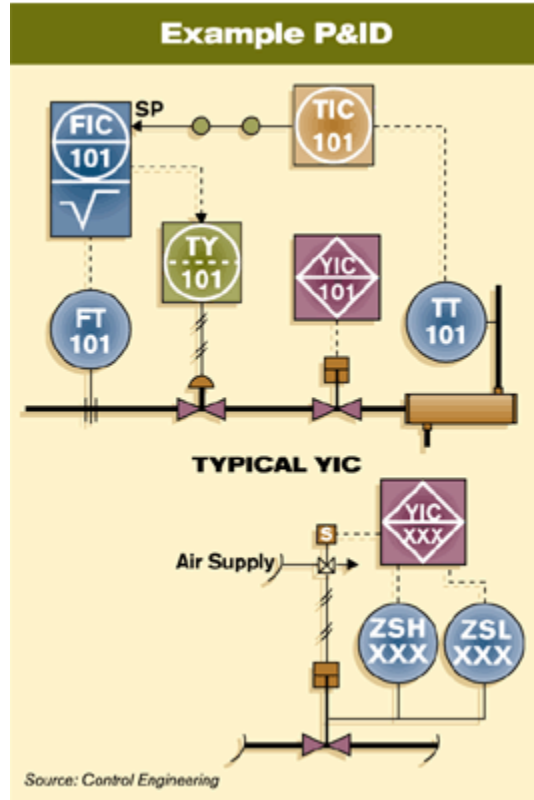 Example P&ID
SP
FIC
101
TIC
101
TY
101
YIC
101
FT
101
TT
101
TYPICAL YIC
YIC
XXX
S
Air Supply
ZSH
XXX
ZSL
XXX
Source: Control Engineering